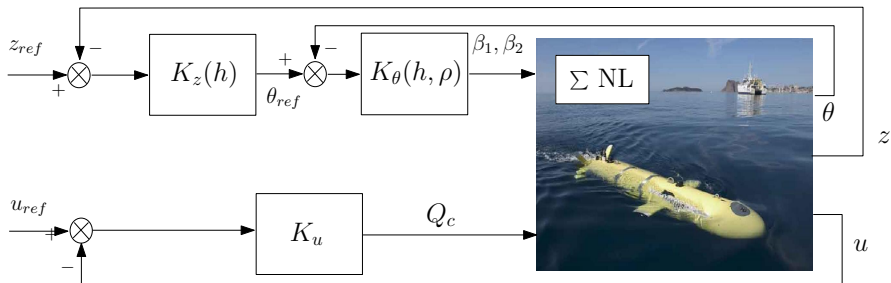 z_ref
+
−
K_z(h)
θ_ref
+
−
K_θ(h, ρ)
β_1, β_2
∑ NL
θ
z
u_ref
+
−
K_u
Q_c
u